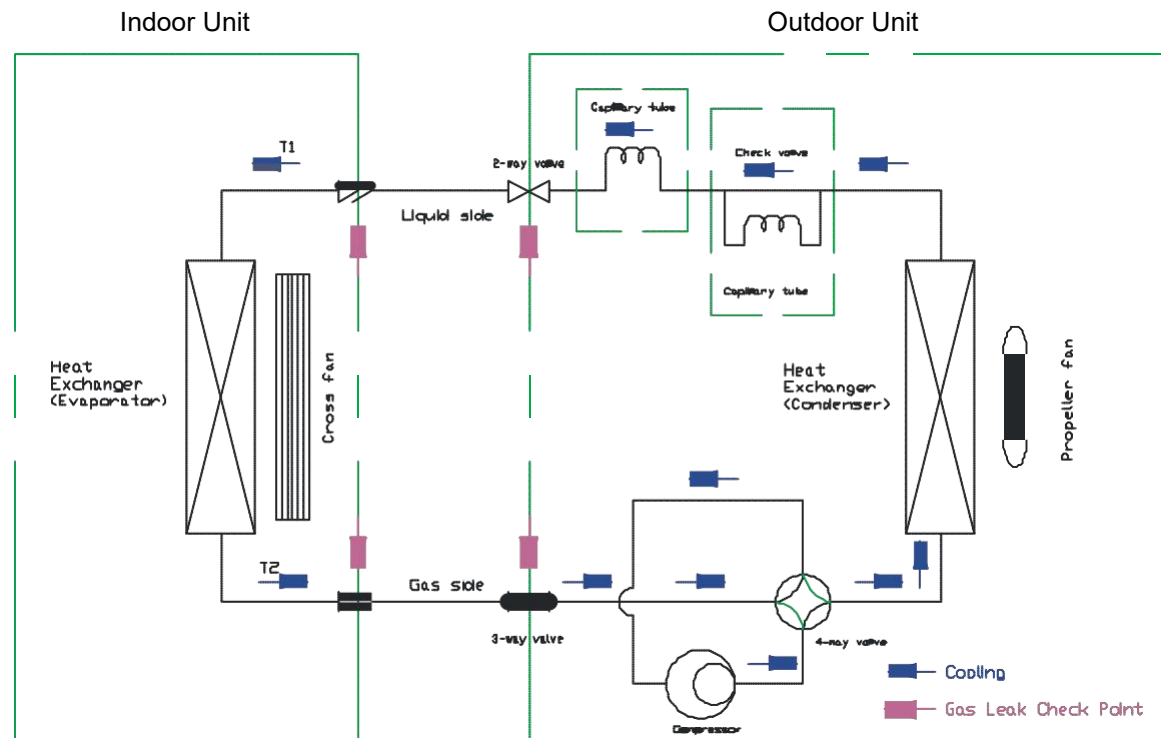 Indoor Unit
Outdoor Unit
Capillary tube
T1
2-way valve
Check valve
Liquid side
Capillary tube
Heat
Exchanger
(Evaporator)
Cross fan
Heat
Exchanger
(Condenser)
Propeller fan
T2
Gas side
3-way valve
4-way valve
Cooling
Gas Leak Check Point
Compressor